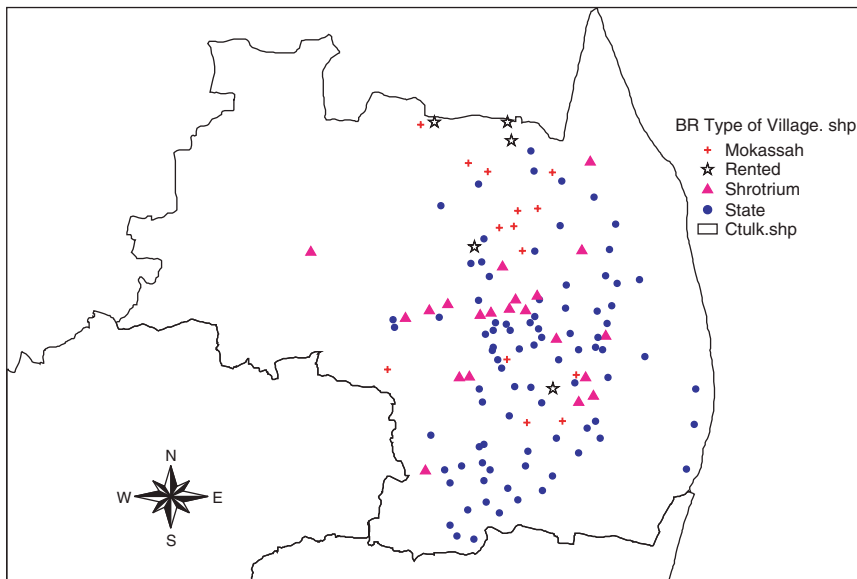 BR Type of Village. shp
Mokassah
Rented
Shrotrium
State
Ctulk.shp
N
W E
S